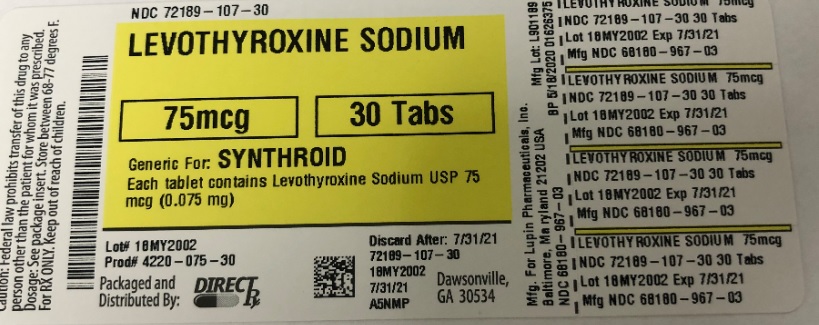 Caution: Federal law prohibits transfer of this drug to any
person other than the patient for whom it was prescribed.
Dosage: See package insert. Store between 68-77 degrees F.
For RX ONLY. Keep out of reach of children.
NDC 72189-107-30
LEVOTHYROXINE SODIUM
75mcg
30 Tabs
Generic For: SYNTHROID
Each tablet contains Levothyroxine Sodium USP 75
mcg (0.075 mg)
Lot# 18MY2002
Prod# 4220-075-30
Packaged and
Distributed By:
DIRECT Rx
Discard After: 7/31/21
72189-107-30
18MY2002
7/31/21
A5NMP
Dawsonville,
GA 30534
Mfg. For Lupin Pharmaceuticals, Inc.
Baltimore, Maryland 21202 USA
NDC 68180-967-03
Mfg Lot: L901189
BP 5/18/2020 01626375
LEVOTHYROXINE SODIUM 75mcg
NDC 72189-107-30 30 Tabs
Lot 18MY2002 Exp 7/31/21
Mfg NDC 68180-967-03
LEVOTHYROXINE SODIUM 75mcg
NDC 72189-107-30 30 Tabs
Lot 18MY2002 Exp 7/31/21
Mfg NDC 68180-967-03
LEVOTHYROXINE SODIUM 75mcg
NDC 72189-107-30 30 Tabs
Lot 18MY2002 Exp 7/31/21
Mfg NDC 68180-967-03
LEVOTHYROXINE SODIUM 75mcg
NDC 72189-107-30 30 Tabs
Lot 18MY2002 Exp 7/31/21
Mfg NDC 68180-967-03